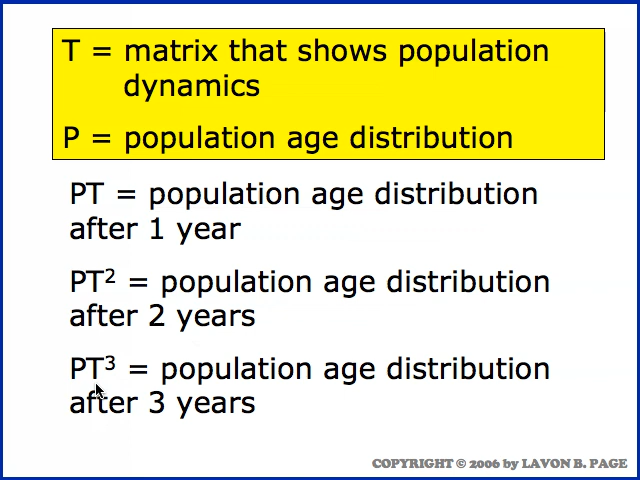 T = matrix that shows population
dynamics
P = population age distribution
PT = population age distribution
after 1 year
PT² = population age distribution
after 2 years
PT³ = population age distribution
after 3 years
COPYRIGHT © 2006 by LAVON B. PAGE